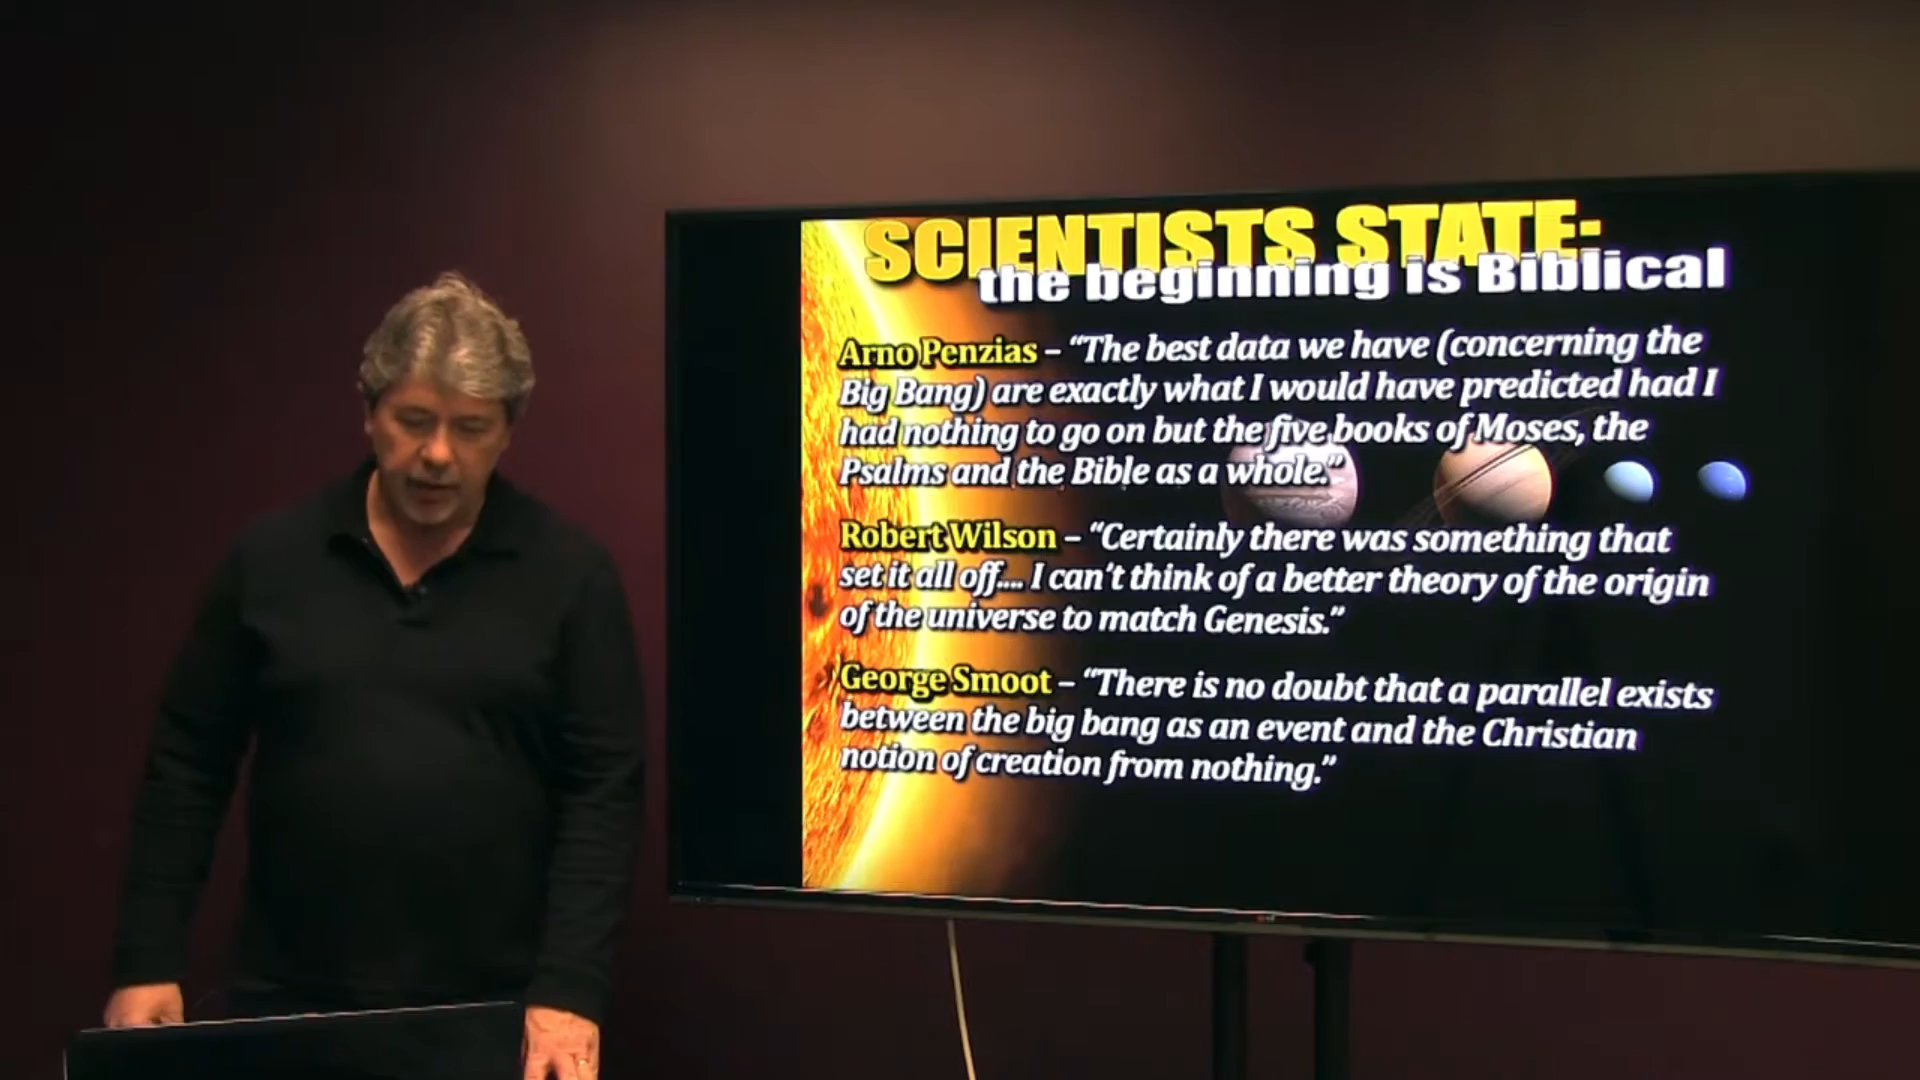 SCIENTISTS STATE-
the beginning is Biblical
Arno Penzias – “The best data we have (concerning the
Big Bang) are exactly what I would have predicted had I
had nothing to go on but the five books of Moses, the
Psalms and the Bible as a whole.”
Robert Wilson – “Certainly there was something that
set it all off.... I can’t think of a better theory of the origin
of the universe to match Genesis.”
George Smoot – “There is no doubt that a parallel exists
between the big bang as an event and the Christian
notion of creation from nothing.”